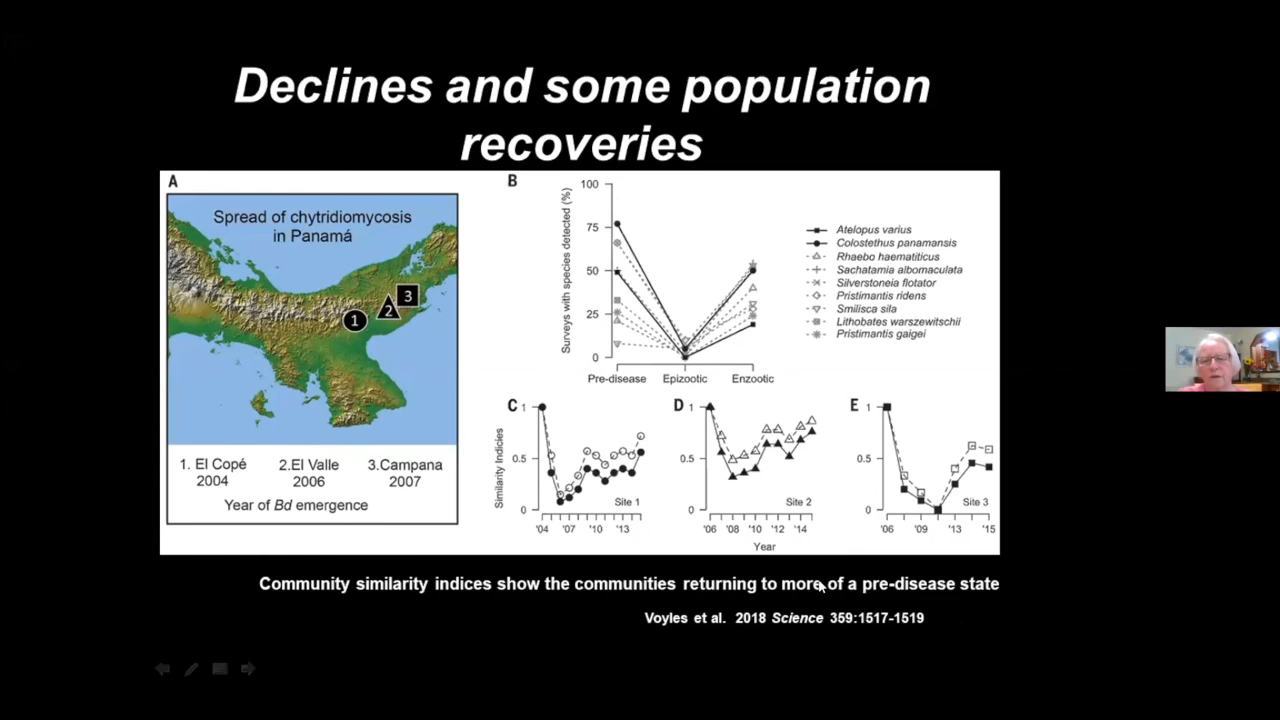 Declines and some population
recoveries
A
Spread of chytridiomycosis
in Panamá
1
2
3
1. El Copé
2004
2.El Valle
2006
3.Campana
2007
Year of Bd emergence
B
Surveys with species detected (%)
100
75
50
25
0
Pre-disease
Epizootic
Enzootic
Atelopus varius
Colostethus panamansis
Rhaebo haematiticus
Sachatamia albomaculata
Silverstoneia flotator
Pristimantis ridens
Smilisca sila
Lithobates warszewitschii
Pristimantis gaigei
C
Similarity Indicies
1
0.5
0
Site 1
'04
'07
'10
'13
D
1
0.5
0
Site 2
'06
'08
'10
'12
'14
Year
E
1
0.5
0
Site 3
'06
'09
'13
'15
Community similarity indices show the communities returning to more of a pre-disease state
Voyles et al. 2018 Science 359:1517-1519